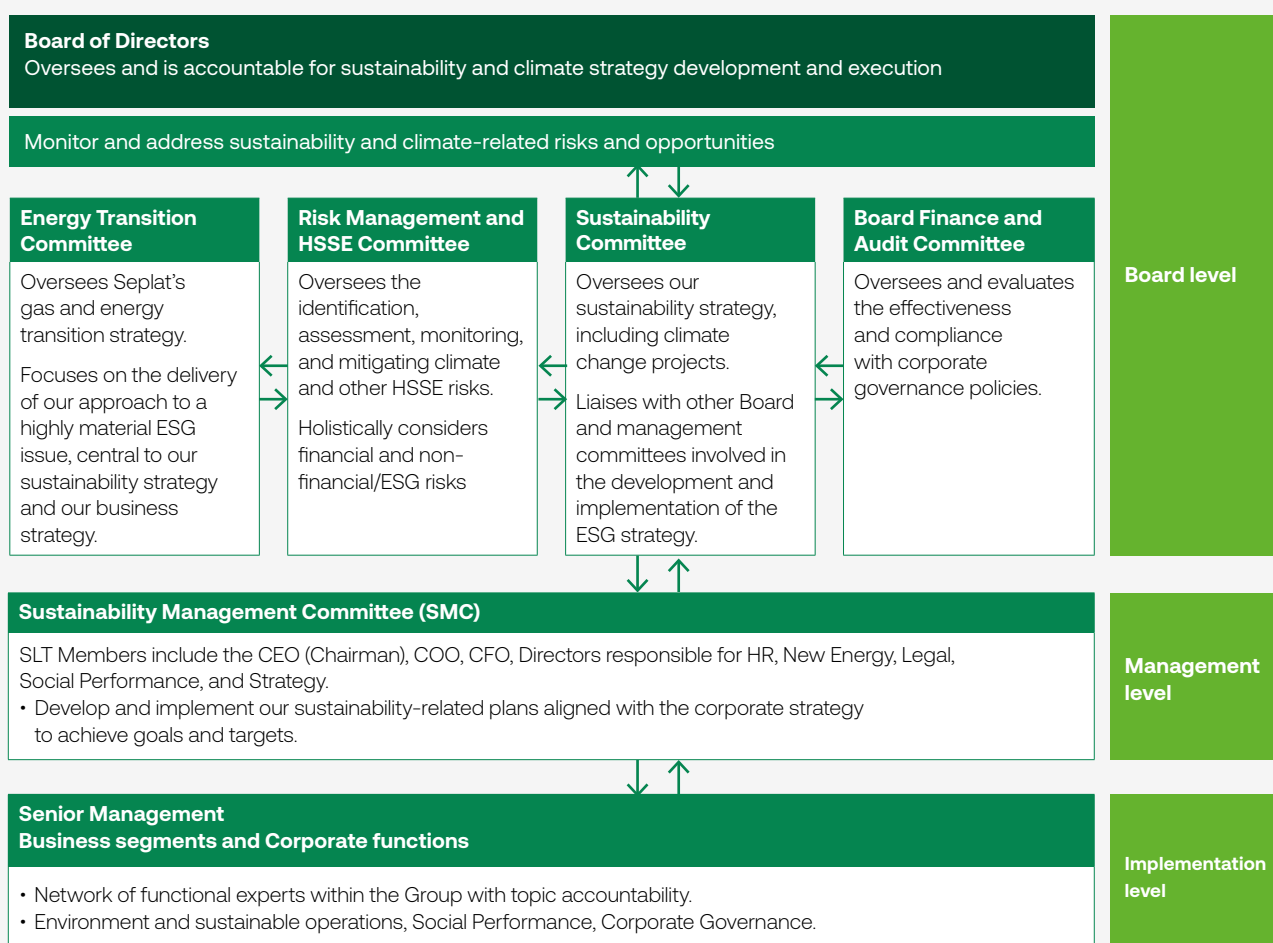 Board of Directors
Oversees and is accountable for sustainability and climate strategy development and execution
Monitor and address sustainability and climate-related risks and opportunities
Energy Transition
Committee
Oversees Seplat’s
gas and energy
transition strategy.
Focuses on the delivery
of our approach to a
highly material ESG
issue, central to our
sustainability strategy
and our business
strategy.
Risk Management and
HSSE Committee
Oversees the
identification,
assessment, monitoring,
and mitigating climate
and other HSSE risks.
Holistically considers
financial and non-
financial/ESG risks
Sustainability
Committee
Oversees our
sustainability strategy,
including climate
change projects.
Liaises with other Board
and management
committees involved in
the development and
implementation of the
ESG strategy.
Board Finance and
Audit Committee
Oversees and evaluates
the effectiveness
and compliance
with corporate
governance policies.
Board level
Sustainability Management Committee (SMC)
SLT Members include the CEO (Chairman), COO, CFO, Directors responsible for HR, New Energy, Legal,
Social Performance, and Strategy.
• Develop and implement our sustainability-related plans aligned with the corporate strategy
to achieve goals and targets.
Management
level
Senior Management
Business segments and Corporate functions
• Network of functional experts within the Group with topic accountability.
• Environment and sustainable operations, Social Performance, Corporate Governance.
Implementation
level